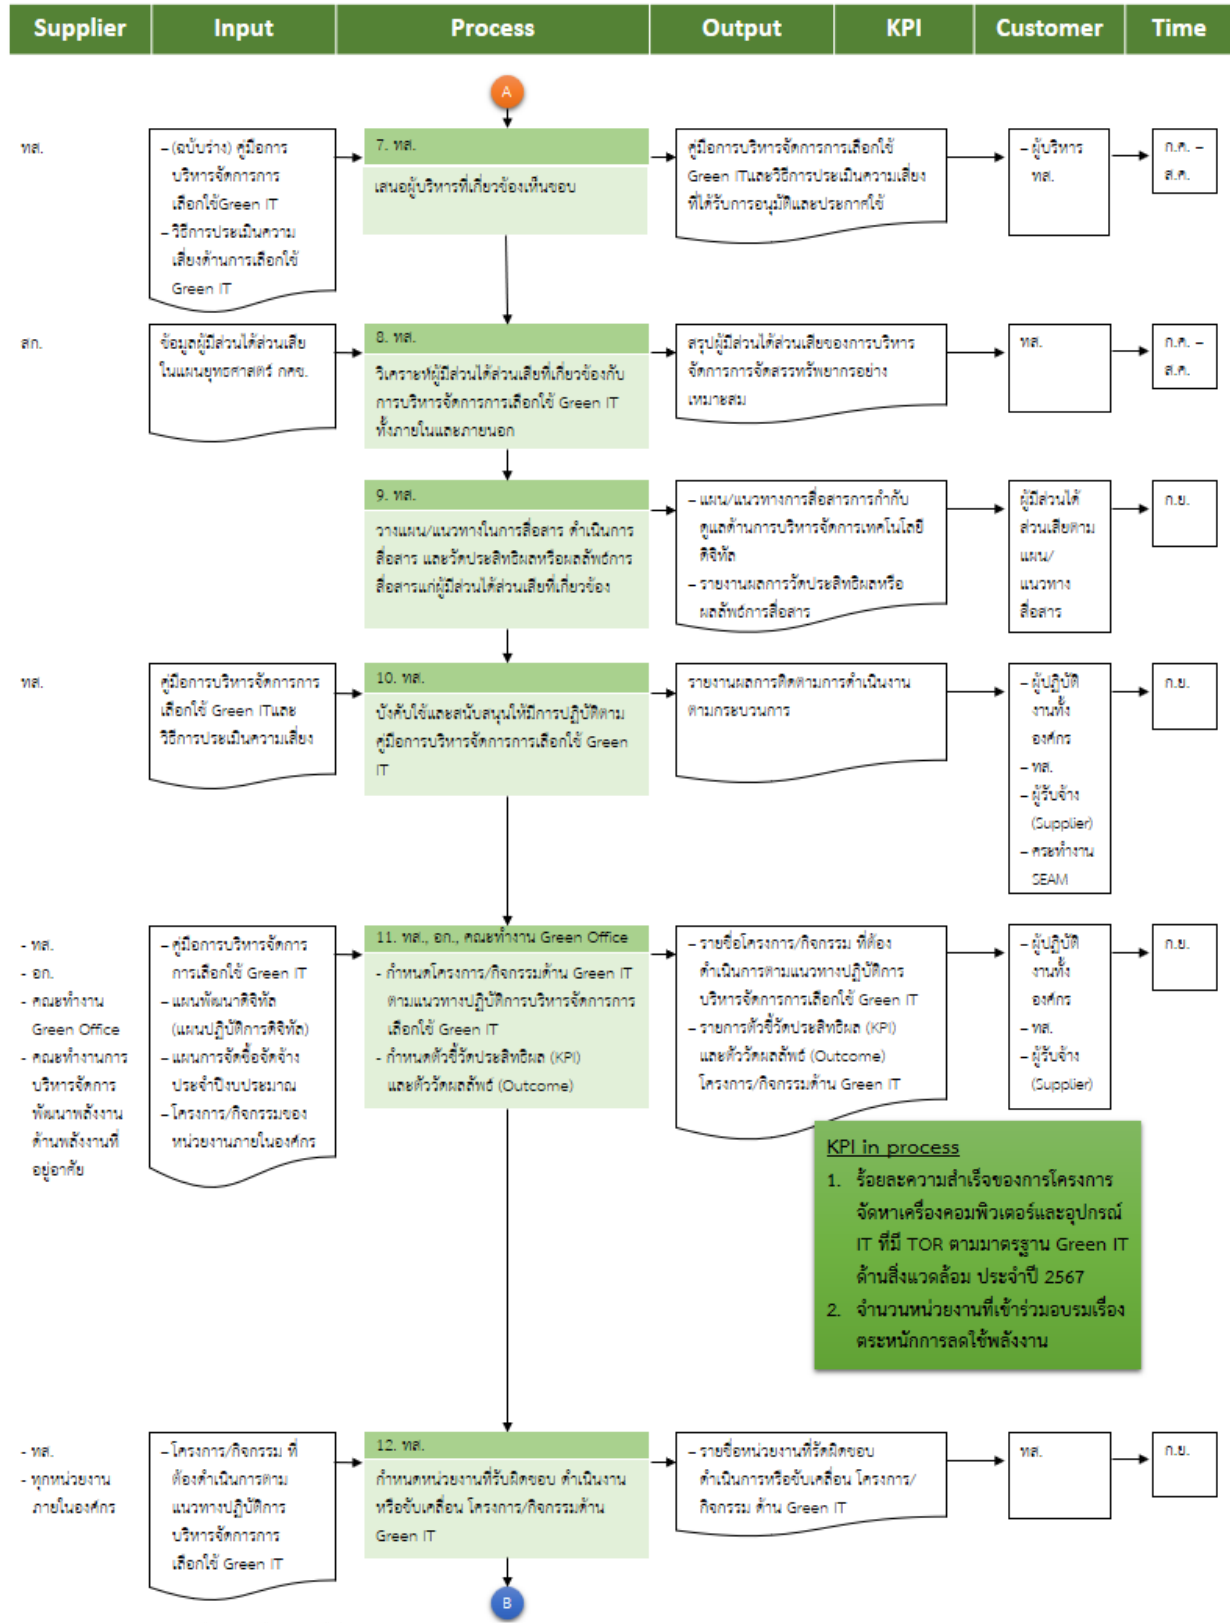 Supplier
Input
Process
Output
KPI
Customer
Time
A
ทส.
– (ฉบับร่าง) คู่มือการ
บริหารจัดการการ
เลือกใช้Green IT
– วิธีการประเมินความ
เสี่ยงด้านการเลือกใช้
Green IT
7. ทส.
เสนอผู้บริหารที่เกี่ยวข้องเห็นชอบ
คู่มือการบริหารจัดการการเลือกใช้
Green ITและวิธีการประเมินความเสี่ยง
ที่ได้รับการอนุมัติและประกาศใช้
– ผู้บริหาร
ทส.
ก.ค. –
ส.ค.
สก.
ข้อมูลผู้มีส่วนได้ส่วนเสีย
ในแผนยุทธศาสตร์ กคช.
8. ทส.
วิเคราะห์ผู้มีส่วนได้ส่วนเสียที่เกี่ยวข้องกับ
การบริหารจัดการการเลือกใช้ Green IT
ทั้งภายในและภายนอก
สรุปผู้มีส่วนได้ส่วนเสียของการบริหาร
จัดการการจัดสรรทรัพยากรอย่าง
เหมาะสม
ทส.
ก.ค. –
ส.ค.
9. ทส.
วางแผน/แนวทางในการสื่อสาร ดำเนินการ
สื่อสาร และวัดประสิทธิผลหรือผลลัพธ์การ
สื่อสารแก่ผู้มีส่วนได้ส่วนเสียที่เกี่ยวข้อง
– แผน/แนวทางการสื่อสารการกำกับ
ดูแลด้านการบริหารจัดการเทคโนโลยี
ดิจิทัล
– รายงานผลการวัดประสิทธิผลหรือ
ผลลัพธ์การสื่อสาร
ผู้มีส่วนได้
ส่วนเสียตาม
แผน/
แนวทาง
สื่อสาร
ก.ย.
ทส.
คู่มือการบริหารจัดการการ
เลือกใช้ Green ITและ
วิธีการประเมินความเสี่ยง
10. ทส.
บังคับใช้และสนับสนุนให้มีการปฏิบัติตาม
คู่มือการบริหารจัดการการเลือกใช้ Green
IT
รายงานผลการติดตามการดำเนินงาน
ตามกระบวนการ
– ผู้ปฏิบัติ
งานทั้ง
องค์กร
– ทส.
– ผู้รับจ้าง
(Supplier)
– คระทำงาน
SEAM
ก.ย.
- ทส.
- อก.
- คณะทำงาน
Green Office
- คณะทำงานการ
บริหารจัดการ
พัฒนาพลังงาน
ด้านพลังงานที่
อยู่อาศัย
– คู่มือการบริหารจัดการ
การเลือกใช้ Green IT
– แผนพัฒนาดิจิทัล
(แผนปฏิบัติการดิจิทัล)
– แผนการจัดซื้อจัดจ้าง
ประจำปีงบประมาณ
– โครงการ/กิจกรรมของ
หน่วยงานภายในองค์กร
11. ทส., อก., คณะทำงาน Green Office
- กำหนดโครงการ/กิจกรรมด้าน Green IT
ตามแนวทางปฏิบัติการบริหารจัดการการ
เลือกใช้ Green IT
- กำหนดตัวชี้วัดประสิทธิผล (KPI)
และตัววัดผลลัพธ์ (Outcome)
– รายชื่อโครงการ/กิจกรรม ที่ต้อง
ดำเนินการตามแนวทางปฏิบัติการ
บริหารจัดการการเลือกใช้ Green IT
– รายการตัวชี้วัดประสิทธิผล (KPI)
และตัววัดผลลัพธ์ (Outcome)
โครงการ/กิจกรรมด้าน Green IT
– ผู้ปฏิบัติ
งานทั้ง
องค์กร
– ทส.
– ผู้รับจ้าง
(Supplier)
ก.ย.
KPI in process
1. ร้อยละความสำเร็จของการโครงการ
จัดหาเครื่องคอมพิวเตอร์และอุปกรณ์
IT ที่มี TOR ตามมาตรฐาน Green IT
ด้านสิ่งแวดล้อม ประจำปี 2567
2. จำนวนหน่วยงานที่เข้าร่วมอบรมเรื่อง
ตระหนักการลดใช้พลังงาน
- ทส.
- ทุกหน่วยงาน
ภายในองค์กร
– โครงการ/กิจกรรม ที่
ต้องดำเนินการตาม
แนวทางปฏิบัติการ
บริหารจัดการการ
เลือกใช้ Green IT
12. ทส.
กำหนดหน่วยงานที่รับผิดชอบ ดำเนินงาน
หรือขับเคลื่อน โครงการ/กิจกรรมด้าน
Green IT
– รายชื่อหน่วยงานที่รัดผิดขอบ
ดำเนินการหรือขับเคลื่อน โครงการ/
กิจกรรม ด้าน Green IT
ทส.
ก.ย.
B